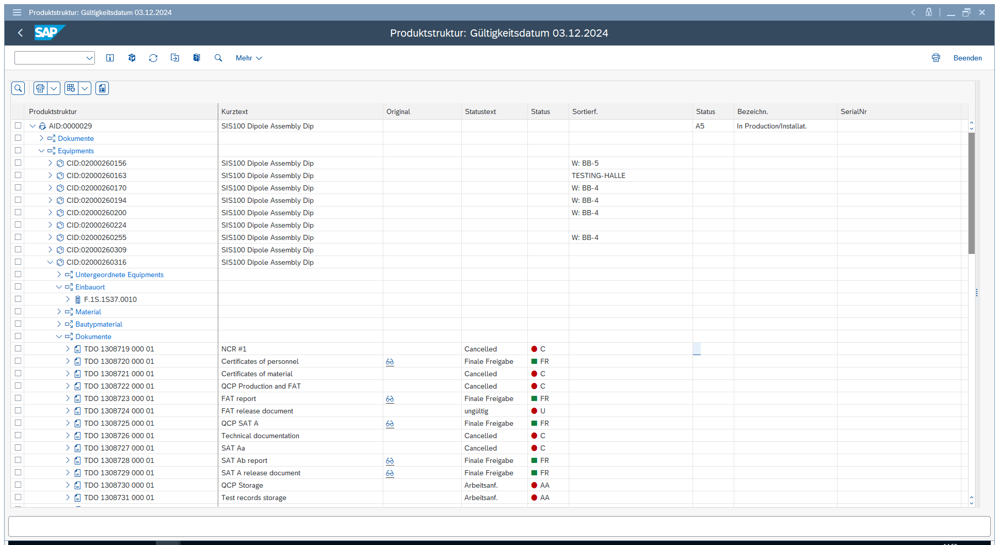 Produktstruktur: Gültigkeitsdatum 03.12.2024
SAP Produktstruktur: Gültigkeitsdatum 03.12.2024
Mehr Beenden
Produktstruktur Kurztext Original Statustext Status Sortierf. Status Bezeichn. SerialNr
AID:0000029 SIS100 Dipole Assembly Dip A5 In Production/Installat.
Dokumente
Equipments
CID:02000260156 SIS100 Dipole Assembly Dip W: BB-5
CID:02000260163 SIS100 Dipole Assembly Dip TESTING-HALLE
CID:02000260170 SIS100 Dipole Assembly Dip W: BB-4
CID:02000260194 SIS100 Dipole Assembly Dip W: BB-4
CID:02000260200 SIS100 Dipole Assembly Dip W: BB-4
CID:02000260224 SIS100 Dipole Assembly Dip
CID:02000260255 SIS100 Dipole Assembly Dip W: BB-4
CID:02000260309 SIS100 Dipole Assembly Dip
CID:02000260316 SIS100 Dipole Assembly Dip
Untergeordnete Equipments
Einbauort
F.1S.1S37.0010
Material
Bautypmaterial
Dokumente
TDO 1308719 000 01 NCR #1 Cancelled C
TDO 1308720 000 01 Certificates of personnel Finale Freigabe FR
TDO 1308721 000 01 Certificates of material Cancelled C
TDO 1308722 000 01 QCP Production and FAT Cancelled C
TDO 1308723 000 01 FAT report Finale Freigabe FR
TDO 1308724 000 01 FAT release document ungültig U
TDO 1308725 000 01 QCP SAT A Finale Freigabe FR
TDO 1308726 000 01 Technical documentation Cancelled C
TDO 1308727 000 01 SAT Aa Cancelled C
TDO 1308728 000 01 SAT Ab report Finale Freigabe FR
TDO 1308729 000 01 SAT A release document Finale Freigabe FR
TDO 1308730 000 01 QCP Storage Arbeitsanf. AA
TDO 1308731 000 01 Test records storage Arbeitsanf. AA